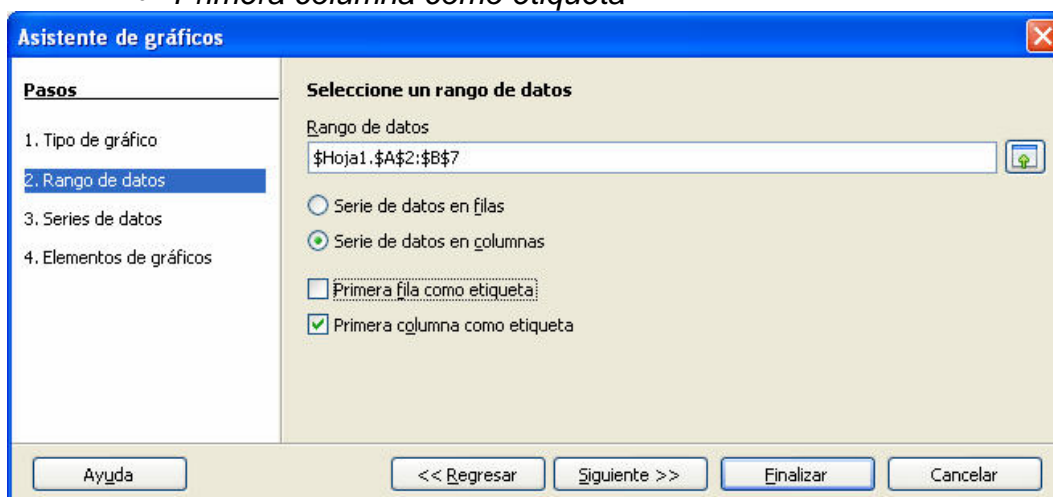 Primera columna como etiqueta
Asistente de gráficos
Pasos
1. Tipo de gráfico
2. Rango de datos
3. Series de datos
4. Elementos de gráficos
Seleccione un rango de datos
Rango de datos
$Hoja1.$A$2:$B$7
Serie de datos en filas
Serie de datos en columnas
Primera fila como etiqueta
Primera columna como etiqueta
Ayuda
<< Regresar
Siguiente >>
Finalizar
Cancelar